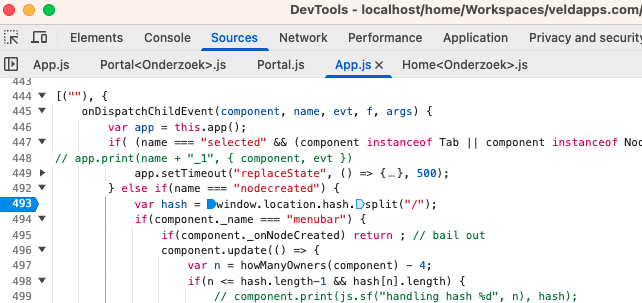 DevTools - localhost/home/Workspaces/veldapps.com/
Elements Console Sources Network Performance Application Privacy and security
App.js Portal<Onderzoek>.js Portal.js App.js × Home<Onderzoek>.js
443
444 [(""), {
445 onDispatchChildEvent(component, name, evt, f, args) {
446 var app = this.app();
447 if( (name === "selected" && (component instanceof Tab || component instanceof Nod
448 // app.print(name + "_1", { component, evt })
449 app.setTimeout("replaceState", () => {…}, 500);
492 } else if(name === "nodecreated") {
493 var hash = window.location.hash.split("/");
494 if(component._name === "menubar") {
495 if(component._onNodeCreated) return ; // bail out
496 component.update(() => {
497 var n = howManyOwners(component) - 4;
498 if(n <= hash.length-1 && hash[n].length) {
499 // component.print(js.sf("handling hash %d", n), hash);